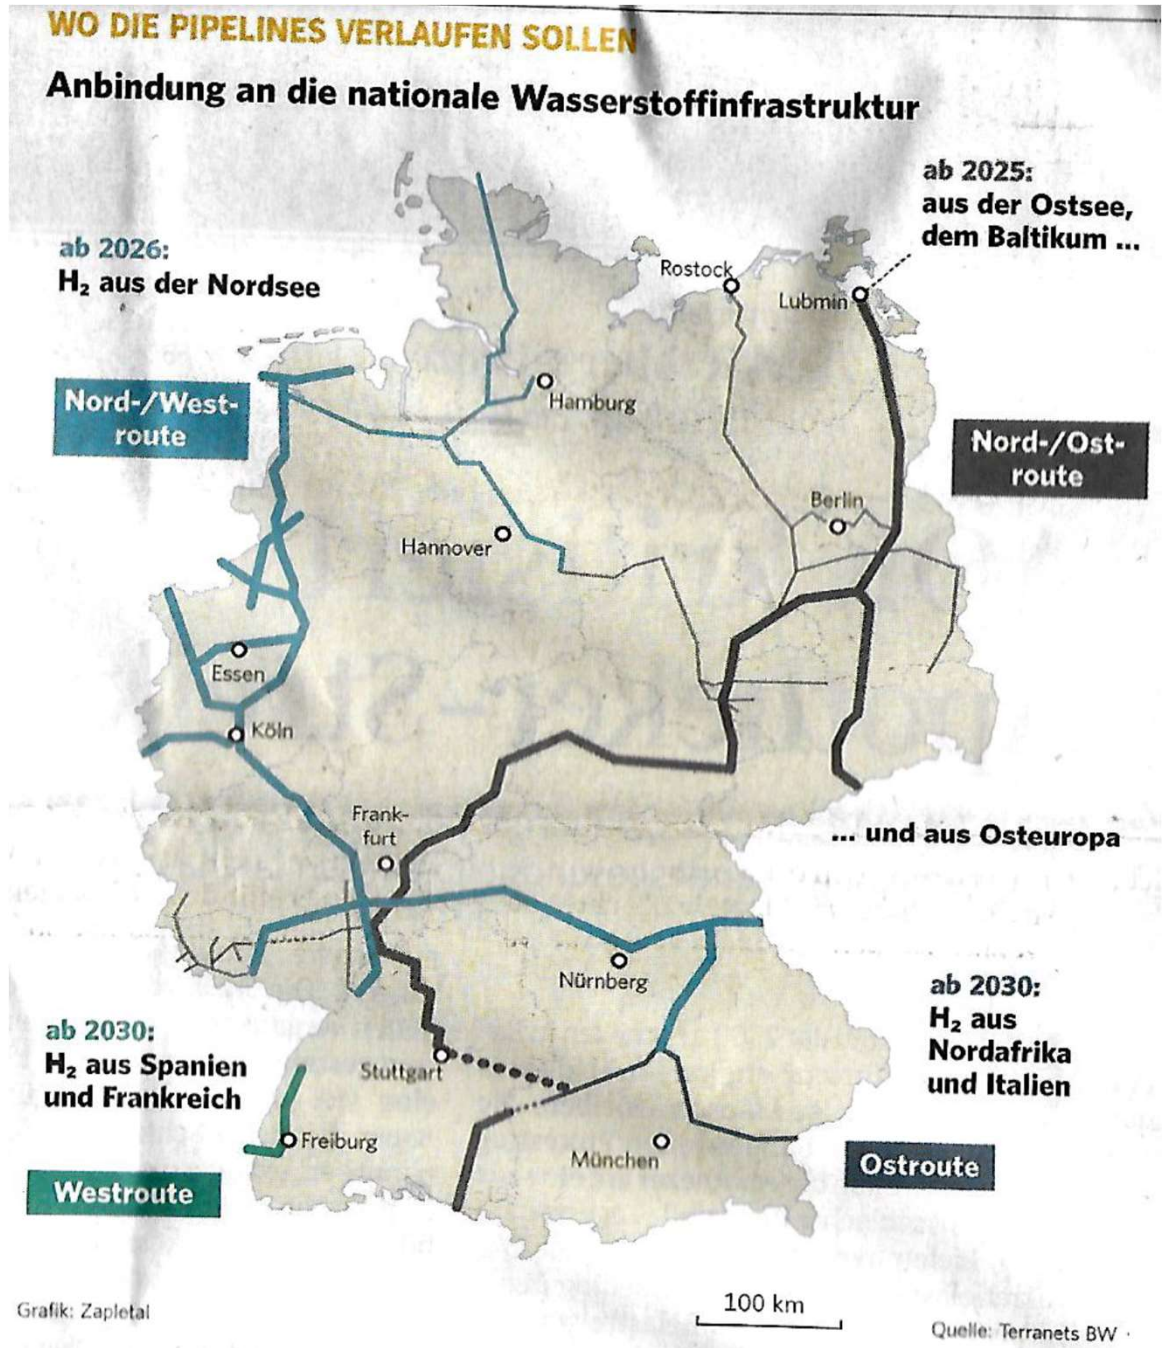 WO DIE PIPELINES VERLAUFEN SOLLEN
Anbindung an die nationale Wasserstoffinfrastruktur
ab 2025:
aus der Ostsee,
dem Baltikum ...
ab 2026:
H₂ aus der Nordsee
Rostock
Lubmin
Nord-/West-
route
Hamburg
Nord-/Ost-
route
Berlin
Hannover
Essen
Köln
Frank-
furt
... und aus Osteuropa
Nürnberg
ab 2030:
H₂ aus
Nordafrika
und Italien
ab 2030:
H₂ aus Spanien
und Frankreich
Stuttgart
Freiburg
München
Ostroute
Westroute
100 km
Grafik: Zapletal
Quelle: Terranets BW